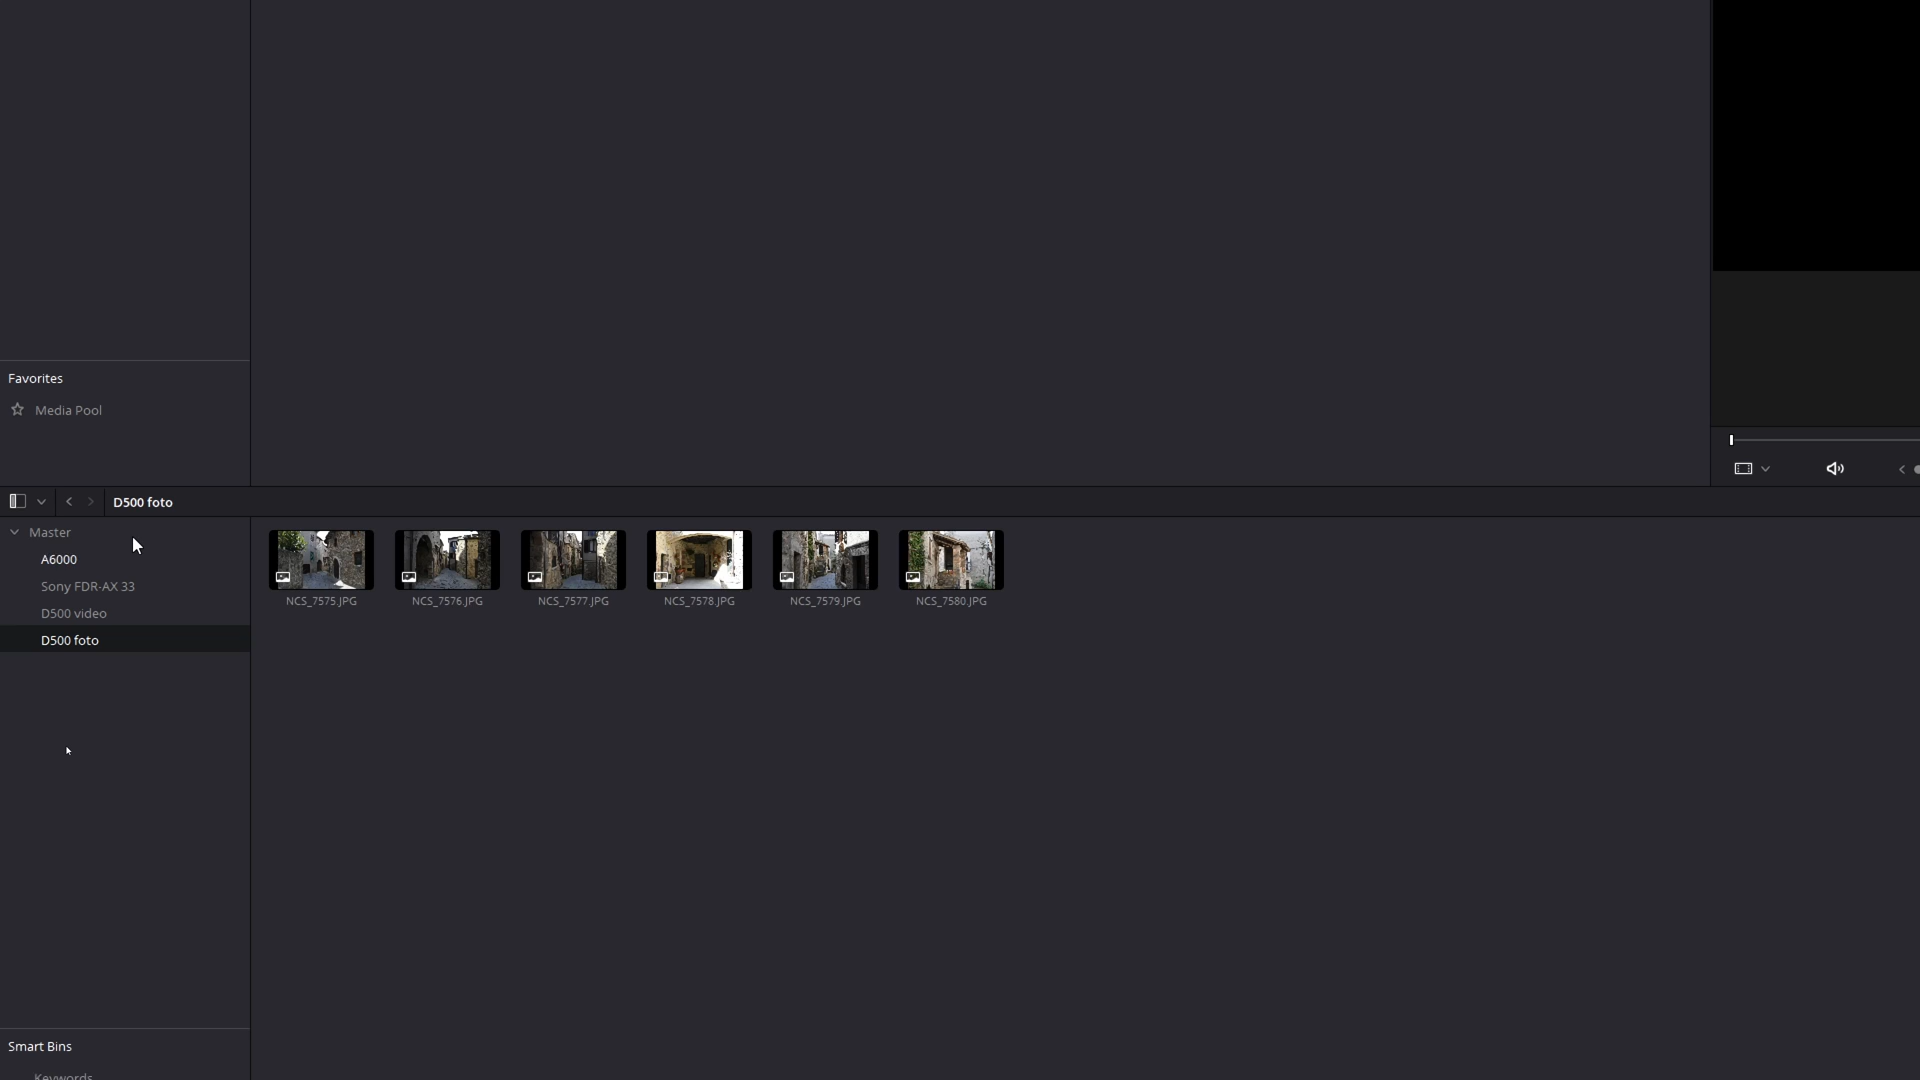 Favorites
Media Pool
D500 foto
Master
A6000
Sony FDR-AX 33
D500 video
D500 foto
NCS_7575.JPG
NCS_7576.JPG
NCS_7577.JPG
NCS_7578.JPG
NCS_7579.JPG
NCS_7580.JPG
Smart Bins
Keywords